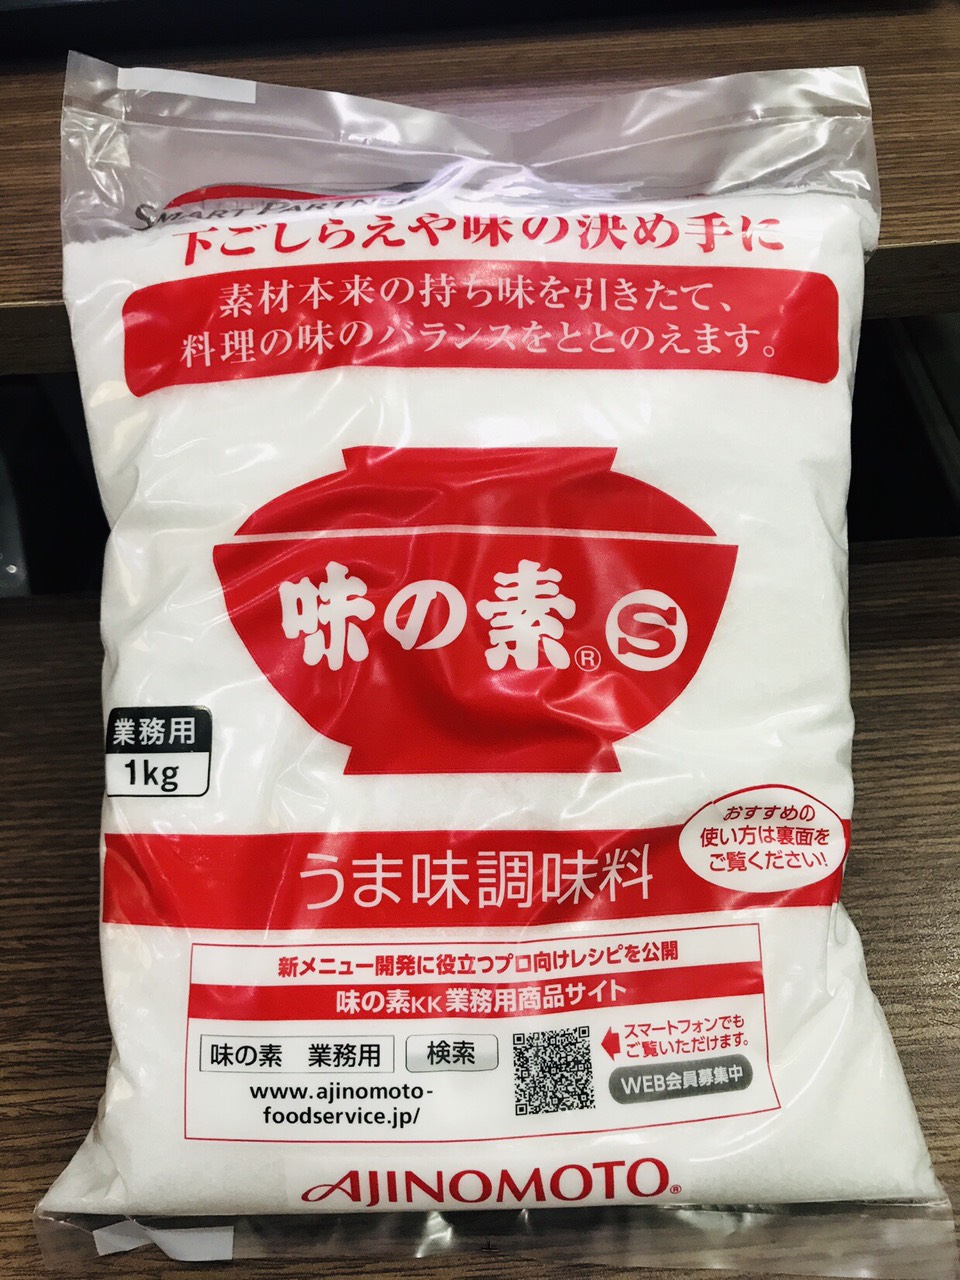 SMART PARTNER
下ごしらえや味の決め手に
素材本来の持ち味を引きたて、
料理の味のバランスをととのえます。
味の素® S
業務用
1kg
おすすめの
使い方は裏面を
ご覧ください!
うま味調味料
新メニュー開発に役立つプロ向けレシピを公開
味の素KK業務用商品サイト
味の素 業務用 検索
www.ajinomoto-
foodservice.jp/
スマートフォンでも
ご覧いただけます。
WEB会員募集中
AJINOMOTO®